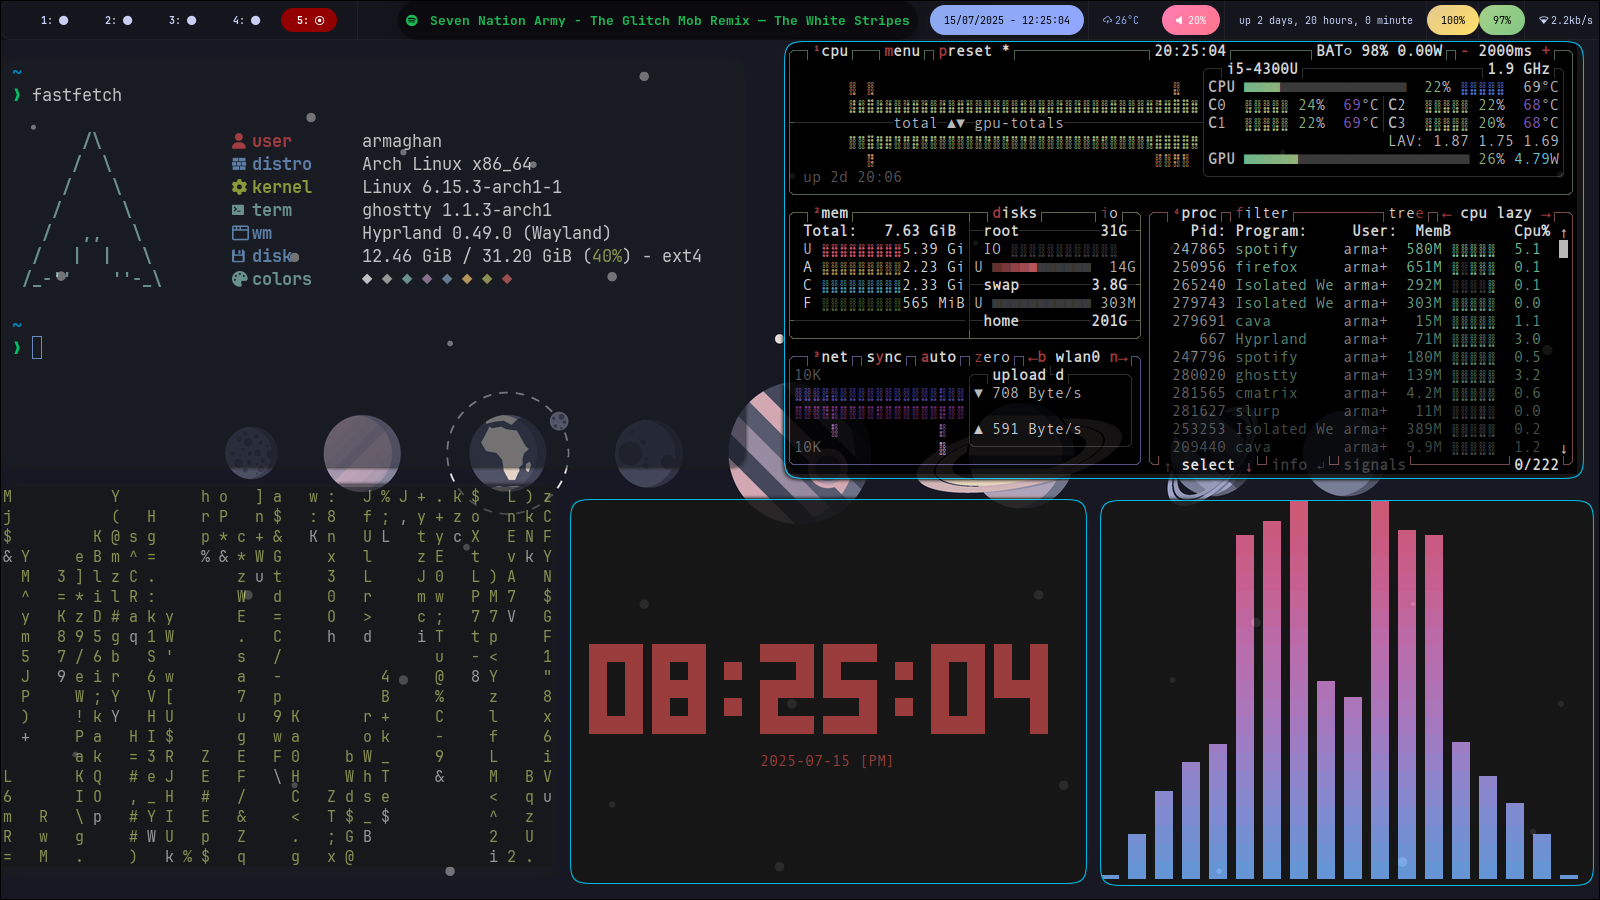 1: 2: 3: 4: 5:
Seven Nation Army - The Glitch Mob Remix — The White Stripes
15/07/2025 - 12:25:04
26°C
20%
up 2 days, 20 hours, 0 minute
100%
97%
2.2kb/s
~
❯ fastfetch
user armaghan
distro Arch Linux x86_64
kernel Linux 6.15.3-arch1-1
term ghostty 1.1.3-arch1
wm Hyprland 0.49.0 (Wayland)
disk 12.46 GiB / 31.20 GiB (40%) - ext4
colors
~
❯
¹cpu menu preset * 20:25:04 BAT○ 98% 0.00W - 2000ms +
i5-4300U 1.9 GHz
CPU 22% 69°C
C0 24% 69°C C2 22% 68°C
C1 22% 69°C C3 20% 68°C
LAV: 1.87 1.75 1.69
GPU 26% 4.79W
total ▲▼ gpu-totals
up 2d 20:06
²mem disks io
Total: 7.63 GiB
U 5.39 Gi
A 2.23 Gi
C 2.33 Gi
F 565 MiB
root 31G
IO
U 14G
swap 3.8G
U 303M
home 201G
³net sync auto zero ←b wlan0 n→
10K
10K
upload d
▼ 708 Byte/s
▲ 591 Byte/s
⁴proc filter tree ← cpu lazy →
Pid: Program: User: MemB Cpu% ↑
247865 spotify arma+ 580M 5.1
250956 firefox arma+ 651M 0.1
265240 Isolated We arma+ 292M 0.1
279743 Isolated We arma+ 303M 0.0
279691 cava arma+ 15M 1.1
667 Hyprland arma+ 71M 3.0
247796 spotify arma+ 180M 0.5
280020 ghostty arma+ 139M 3.2
281565 cmatrix arma+ 4.2M 0.6
281627 slurp arma+ 11M 0.0
253253 Isolated We arma+ 389M 0.2
209440 cava arma+ 9.9M 1.2 ↓
↑ select ↓ info ↲ signals 0/222
08:25:04
2025-07-15 [PM]